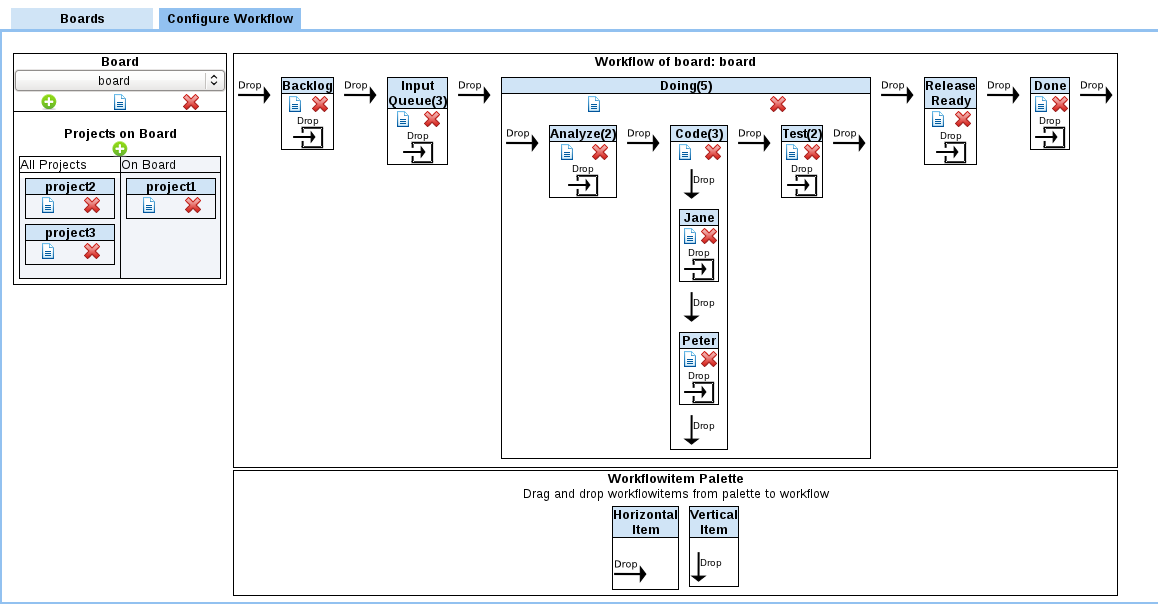 Boards
Configure Workflow
Board
board
Projects on Board
All Projects
On Board
project2
project1
project3
Workflow of board: board
Drop
Backlog
Drop
Drop
Input
Queue(3)
Drop
Drop
Doing(5)
Drop
Analyze(2)
Drop
Drop
Code(3)
Drop
Jane
Drop
Drop
Peter
Drop
Drop
Drop
Test(2)
Drop
Drop
Drop
Release
Ready
Drop
Drop
Done
Drop
Drop
Workflowitem Palette
Drag and drop workflowitems from palette to workflow
Horizontal
Item
Drop
Vertical
Item
Drop